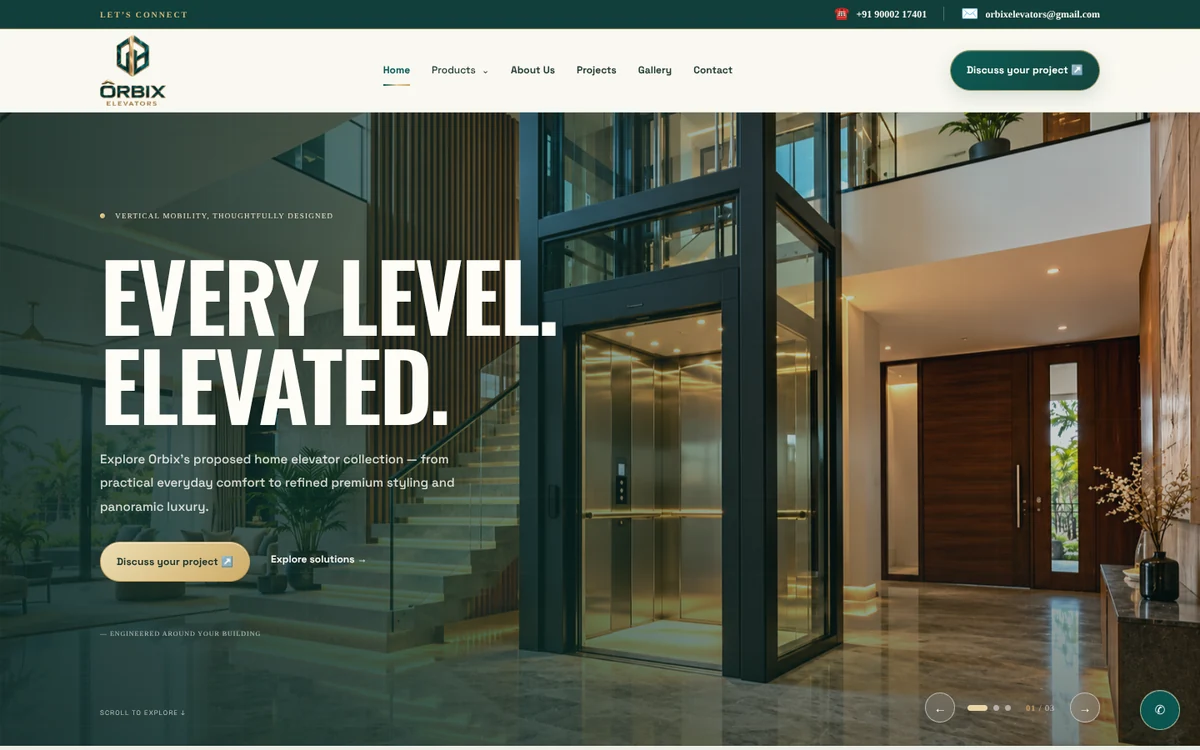 LET'S CONNECT
+91 90002 17401
orbixelevators@gmail.com
ORBIX
ELEVATORS
Home
Products
About Us
Projects
Gallery
Contact
Discuss your project
VERTICAL MOBILITY, THOUGHTFULLY DESIGNED
EVERY LEVEL.
ELEVATED.
Explore Orbix's proposed home elevator collection — from
practical everyday comfort to refined premium styling and
panoramic luxury.
Discuss your project
Explore solutions →
— ENGINEERED AROUND YOUR BUILDING
SCROLL TO EXPLORE ↓
← 01 / 03 →